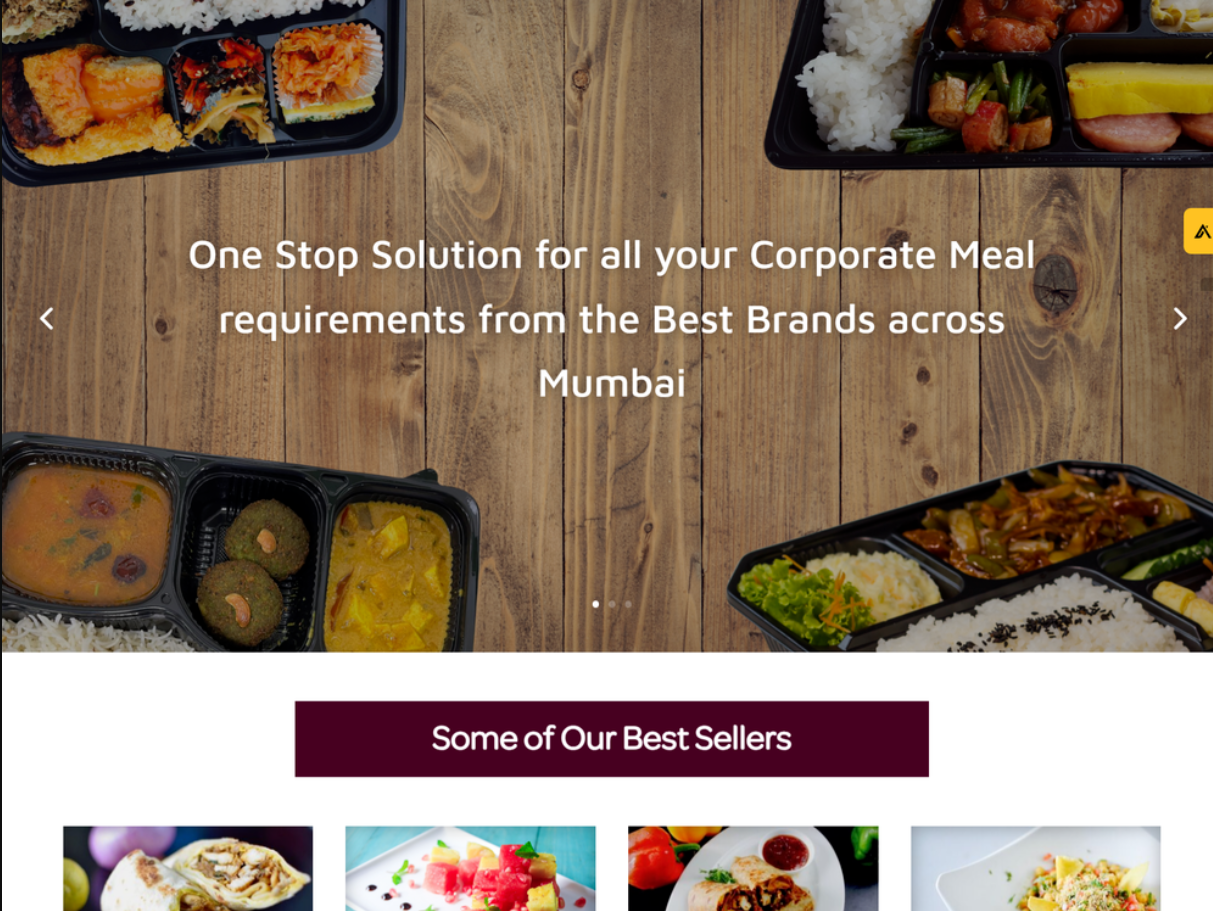 One Stop Solution for all your Corporate Meal
requirements from the Best Brands across
Mumbai
Some of Our Best Sellers